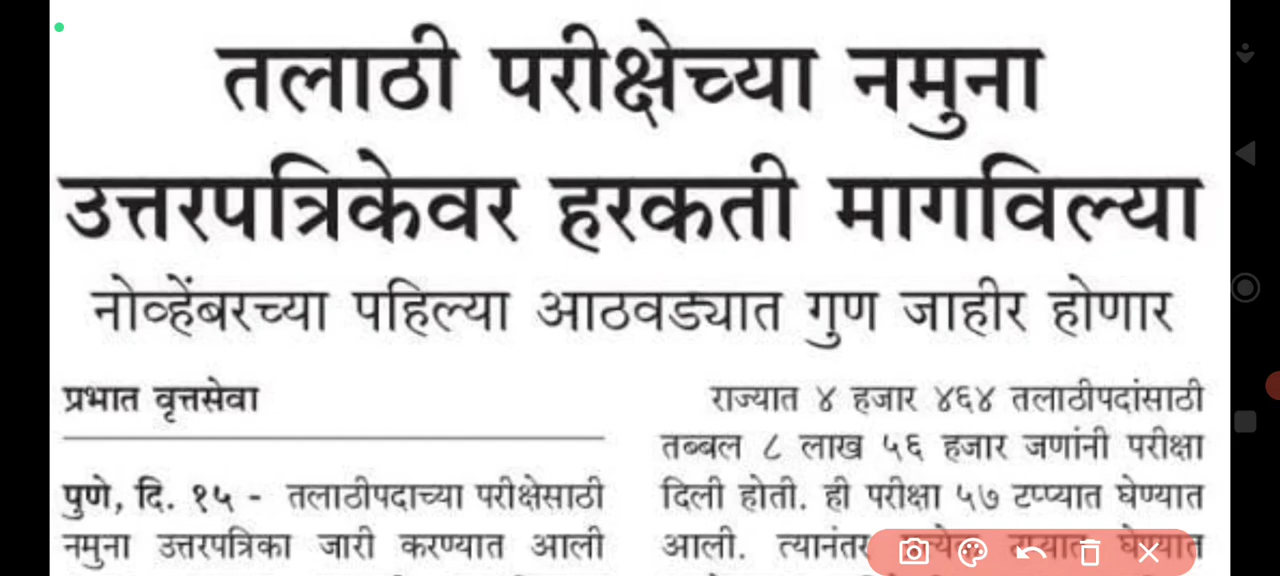 तलाठी परीक्षेच्या नमुना
उत्तरपत्रिकेवर हरकती मागविल्या
नोव्हेंबरच्या पहिल्या आठवड्यात गुण जाहीर होणार
प्रभात वृत्तसेवा
पुणे, दि. १५ - तलाठीपदाच्या परीक्षेसाठी
नमुना उत्तरपत्रिका जारी करण्यात आली
राज्यात ४ हजार ४६४ तलाठीपदांसाठी
तब्बल ८ लाख ५६ हजार जणांनी परीक्षा
दिली होती. ही परीक्षा ५७ टप्प्यात घेण्यात
आली. त्यानंतर टप्यात घेण्यात